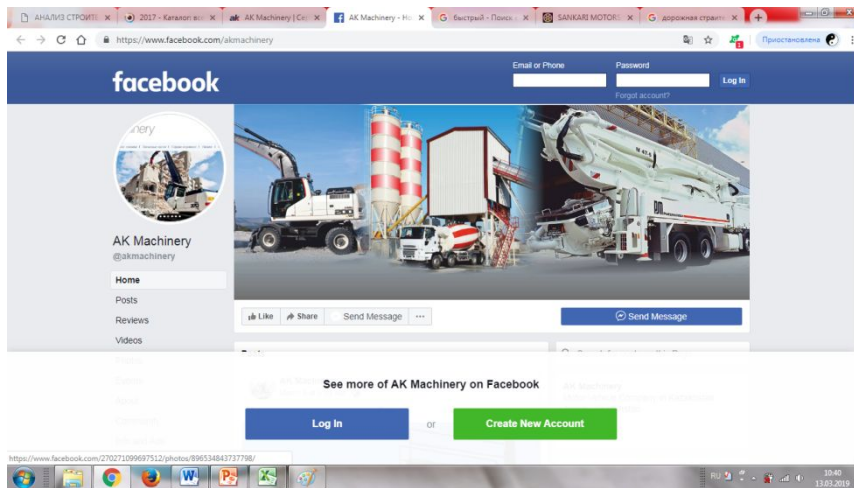 АНАЛИЗ СТРОИТЕ
2017 - Каталог вс
AK Machinery | Се
AK Machinery - Ho
быстрый - Поиск
SANKARI MOTORS
дорожная страте
https://www.facebook.com/akmachinery
Приостановлена
facebook
Email or Phone
Password
Log In
Forgot account?
AK Machinery
@akmachinery
Home
Posts
Reviews
Videos
Like
Share
Send Message
...
Send Message
See more of AK Machinery on Facebook
Log In
or
Create New Account
https://www.facebook.com/270271099697512/photos/896534843737798/
RU
10:40
13.03.2019